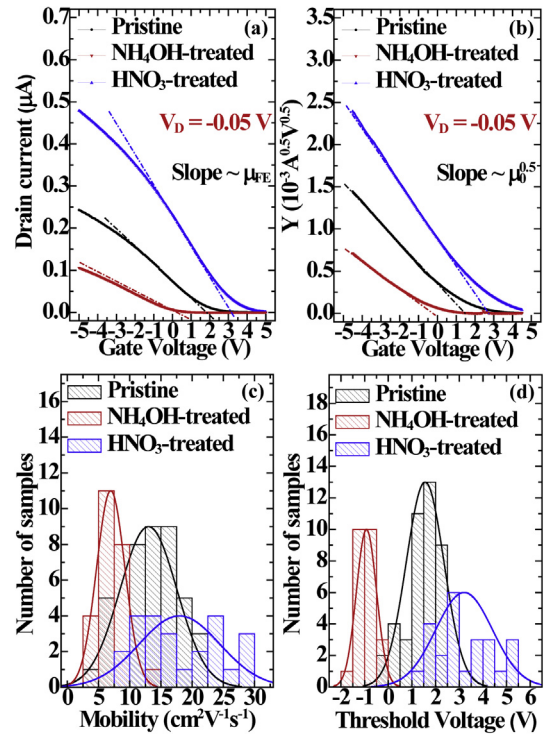 (a)
Pristine
NH₄OH-treated
HNO₃-treated
V_D = -0.05 V
Slope ~ μ_FE
Drain current (μA)
0.7
0.6
0.5
0.4
0.3
0.2
0.1
0.0
-5 -4 -3 -2 -1 0 1 2 3 4 5
Gate Voltage (V)
(b)
Pristine
NH₄OH-treated
HNO₃-treated
V_D = -0.05 V
Slope ~ μ₀^0.5
Y (10⁻³ A^0.5V^0.5)
3.5
3.0
2.5
2.0
1.5
1.0
0.5
0.0
-5 -4 -3 -2 -1 0 1 2 3 4 5
Gate Voltage (V)
(c)
Pristine
NH₄OH-treated
HNO₃-treated
Number of samples
16
14
12
10
8
6
4
2
0
0 5 10 15 20 25 30
Mobility (cm²V⁻¹s⁻¹)
(d)
Pristine
NH₄OH-treated
HNO₃-treated
Number of samples
18
16
14
12
10
8
6
4
2
0
-2 -1 0 1 2 3 4 5 6
Threshold Voltage (V)